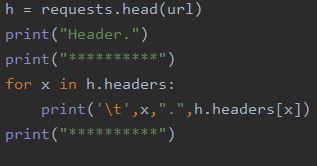 h = requests.head(url)
print("Header.")
print("**********")
for x in h.headers:
    print('\t',x,".",h.headers[x])
print("**********")